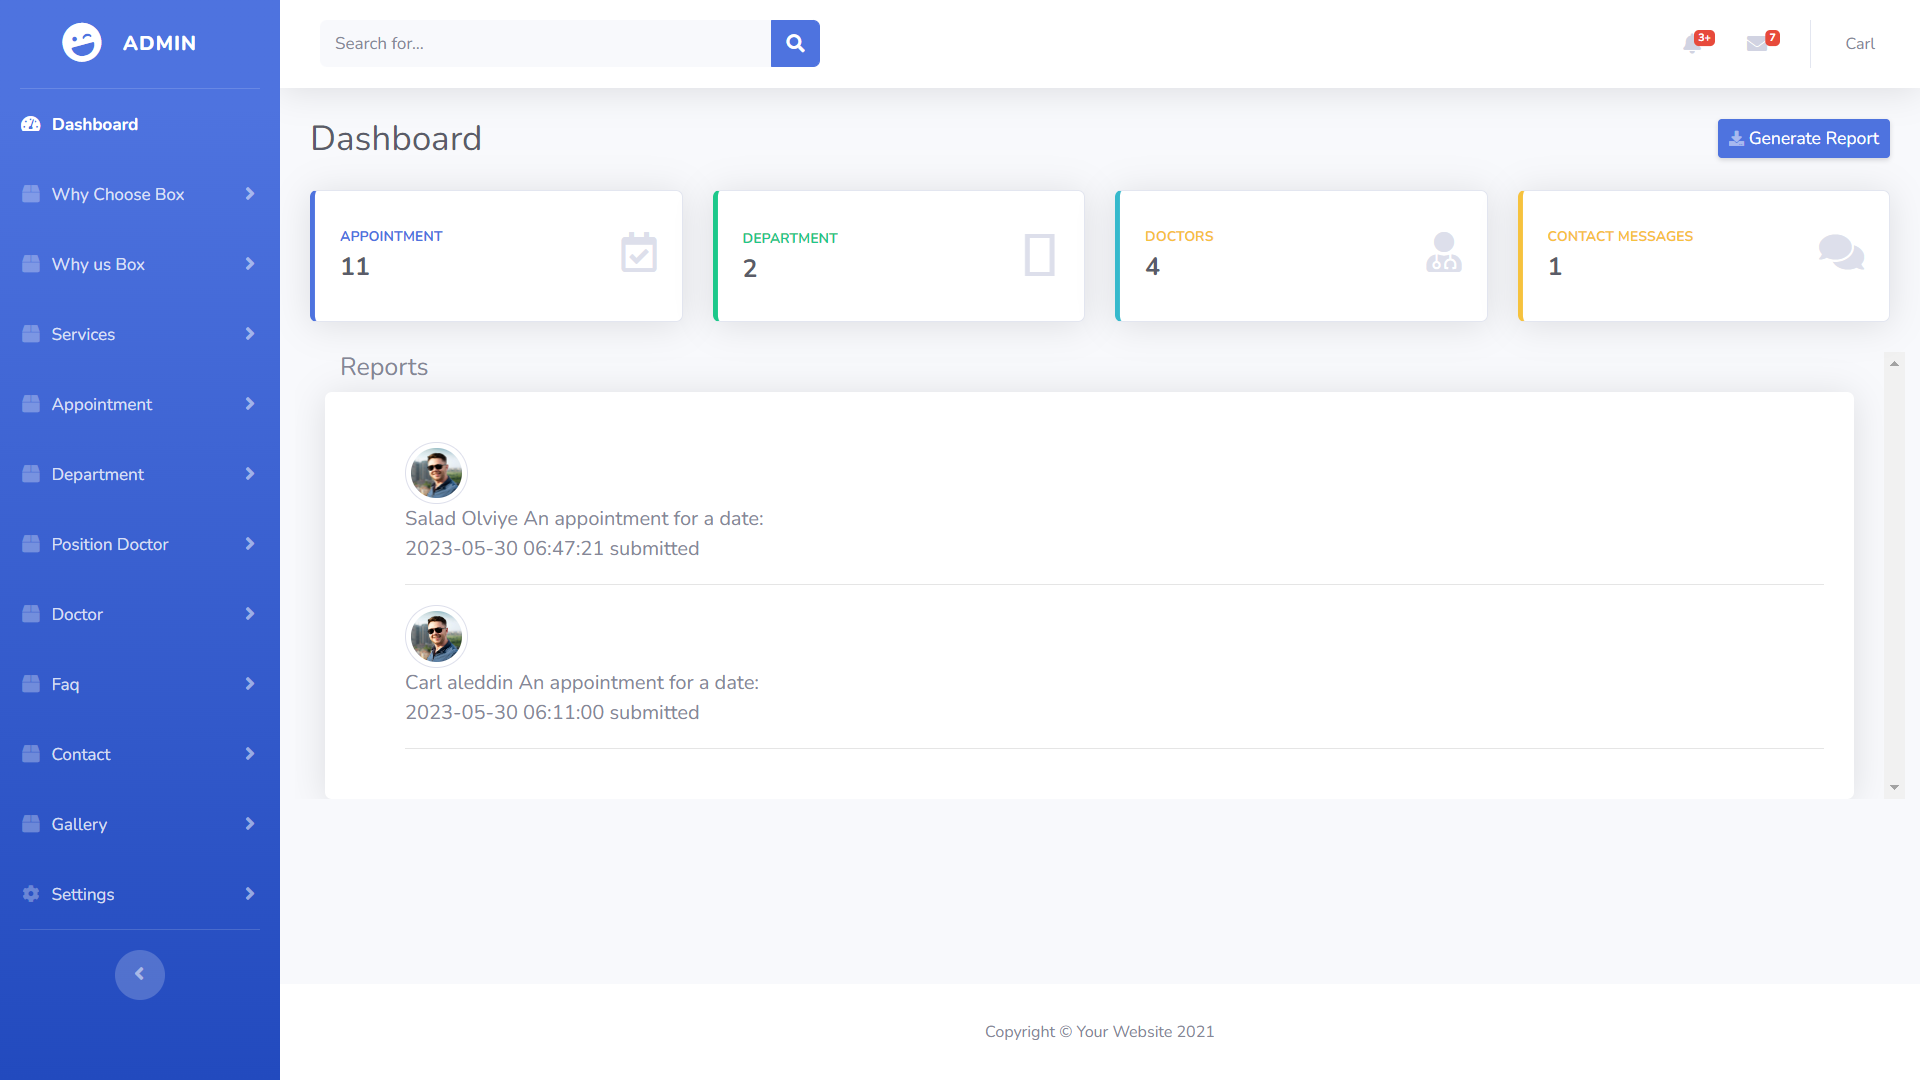 ADMIN
Dashboard
Why Choose Box
Why us Box
Services
Appointment
Department
Position Doctor
Doctor
Faq
Contact
Gallery
Settings
Search for...
3+
7
Carl
Dashboard
Generate Report
APPOINTMENT
11
DEPARTMENT
2
DOCTORS
4
CONTACT MESSAGES
1
Reports
Salad Olviye An appointment for a date:
2023-05-30 06:47:21 submitted
Carl aleddin An appointment for a date:
2023-05-30 06:11:00 submitted
Copyright © Your Website 2021